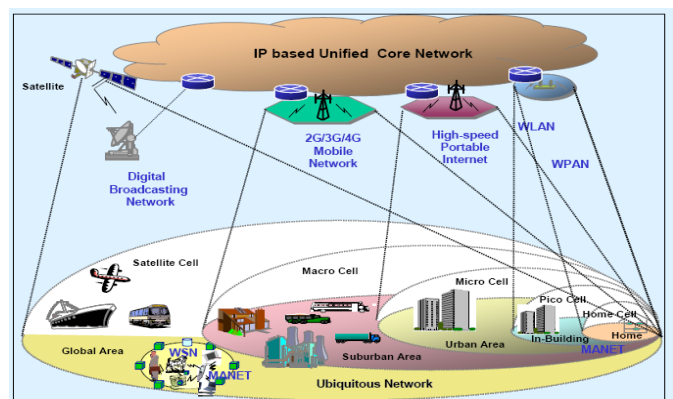 IP based Unified Core Network
Satellite
2G/3G/4G
Mobile
Network
High-speed
Portable
Internet
WLAN
WPAN
Digital
Broadcasting
Network
Satellite Cell
Macro Cell
Micro Cell
Pico Cell
Home Cell
Global Area
WSN
MANET
Suburban Area
Urban Area
In-Building
Home
MANET
Ubiquitous Network